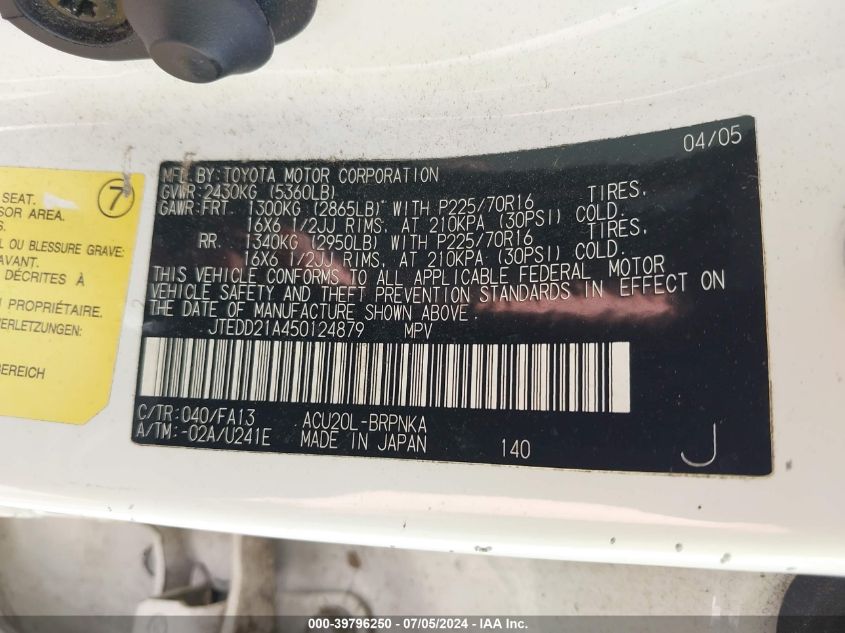 04/05
MFD BY: TOYOTA MOTOR CORPORATION
GVWR: 2430KG (5360LB)
GAWR: FRT. 1300KG (2865LB) WITH P225/70R16 TIRES,
16X6 1/2JJ RIMS, AT 210KPA (30PSI) COLD.
RR. 1340KG (2950LB) WITH P225/70R16 TIRES,
16X6 1/2JJ RIMS, AT 210KPA (30PSI) COLD.
THIS VEHICLE CONFORMS TO ALL APPLICABLE FEDERAL MOTOR
VEHICLE SAFETY AND THEFT PREVENTION STANDARDS IN EFFECT ON
THE DATE OF MANUFACTURE SHOWN ABOVE.
JTEDD21A450124879 MPV
C/TR: 040/FA13 ACU20L-BRPNKA
A/TM: -02A/U241E MADE IN JAPAN 140 J
7
SEAT.
SOR AREA.
S.
L OU BLESSURE GRAVE:
AVANT.
DÉCRITES À
PROPRIÉTAIRE.
VERLETZUNGEN:
BEREICH
000-39796250 - 07/05/2024 - IAA Inc.